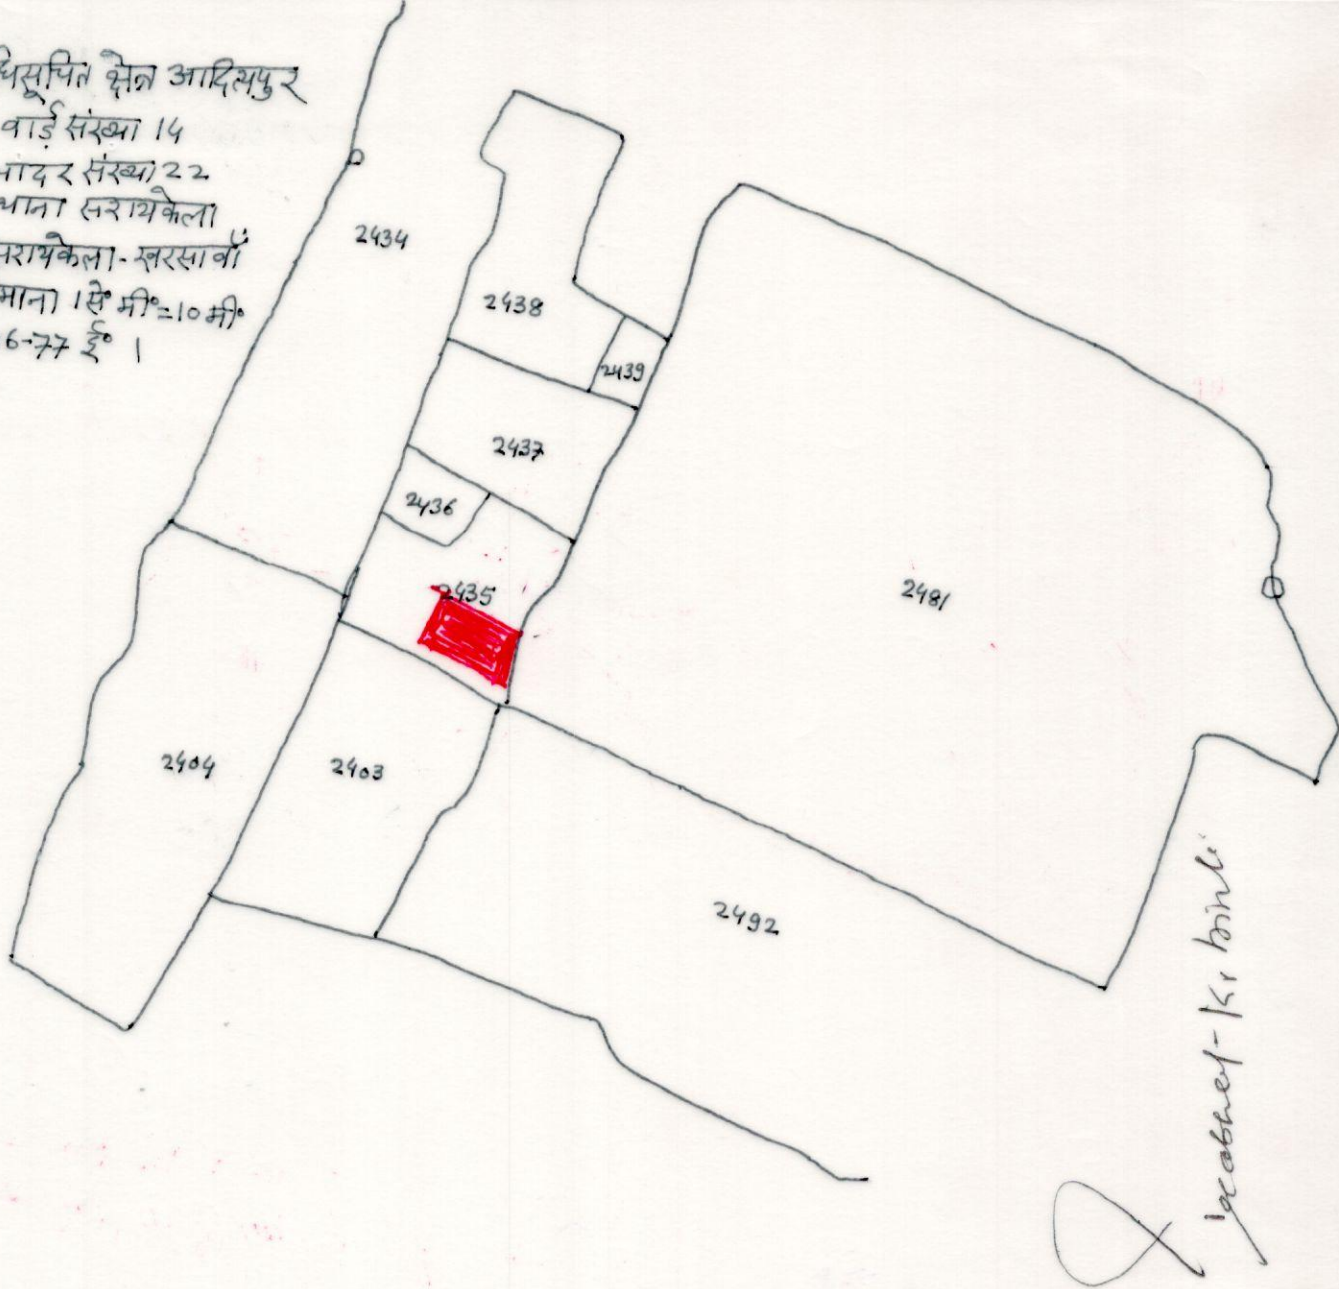 धिसूचित क्षेत्र आदित्यपुर
वार्ड संख्या 14
चादर संख्या 22
थाना सरायकेला
सरायकेला-खरसावाँ
माना 1 से॰ मी॰ = 10 मी॰
6-77 ई॰ ।
2434
2438
2439
2437
2436
2435
2481
2404
2403
2492